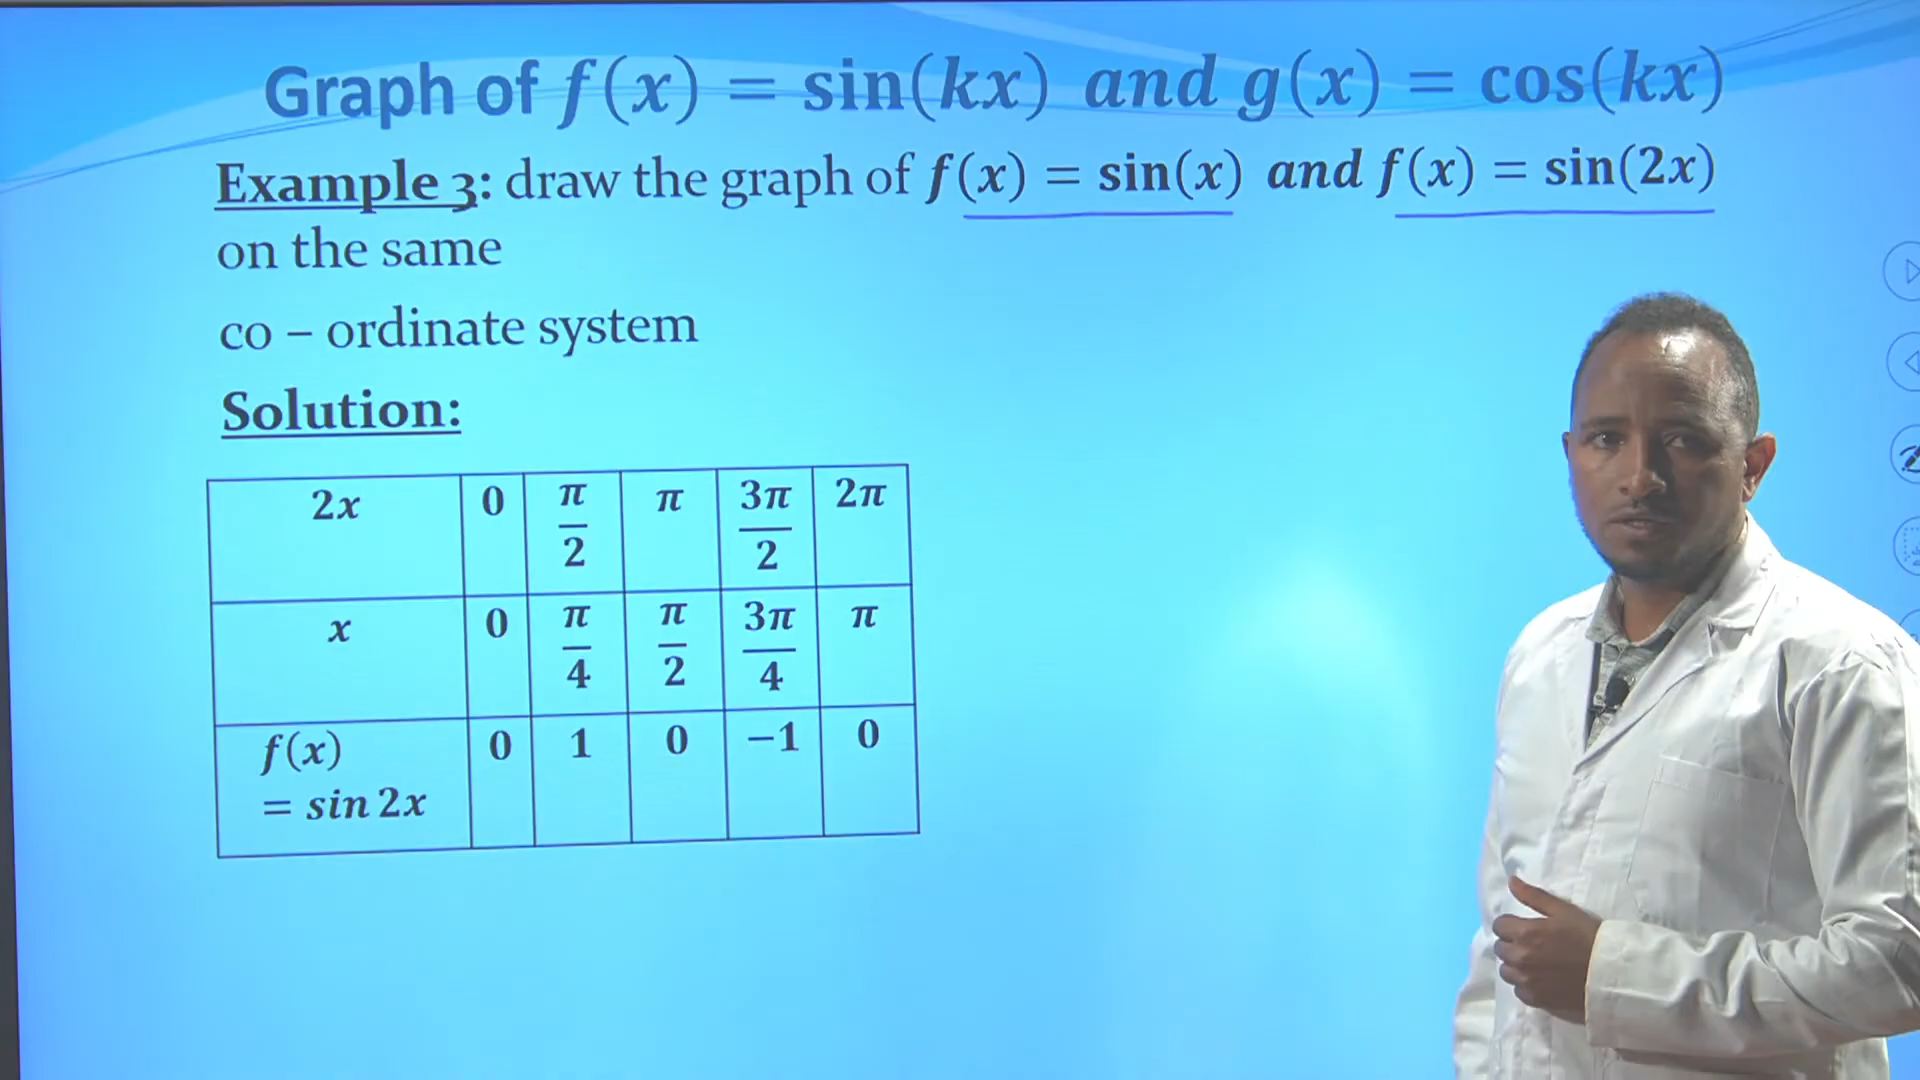 Graph of f(x) = sin(kx) and g(x) = cos(kx)
Example 3: draw the graph of f(x) = sin(x) and f(x) = sin(2x)
on the same
co – ordinate system
Solution:
2x 0 π/2 π 3π/2 2π
x 0 π/4 π/2 3π/4 π
f(x) 0 1 0 −1 0
= sin 2x